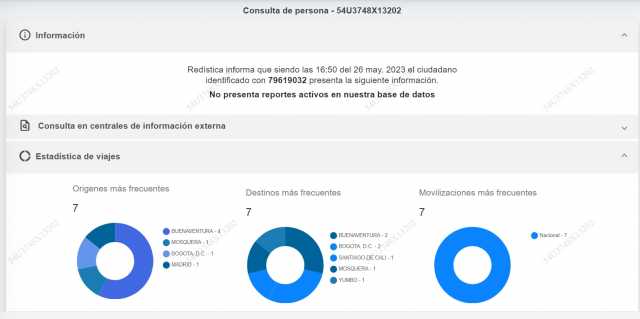 Consulta de persona - 54U3748X13202
Información
Redistica informa que siendo las 16:50 del 26 may. 2023 el ciudadano
identificado con 79619032 presenta la siguiente información.
No presenta reportes activos en nuestra base de datos
54U3748X13202
54U3748X13202
54U3748X13202
Consulta en centrales de información externa
Estadística de viajes
Orígenes más frecuentes
7
BUENAVENTURA - 4
MOSQUERA - 1
BOGOTA, D.C. - 1
MADRID - 1
Destinos más frecuentes
7
BUENAVENTURA - 2
BOGOTA, D.C. - 2
SANTIAGO DE CALI - 1
MOSQUERA - 1
YUMBO - 1
Movilizaciones más frecuentes
7
Nacional - 7
54U3748X13202
54U3748X13202
54U3748X13202
54U3748X13202